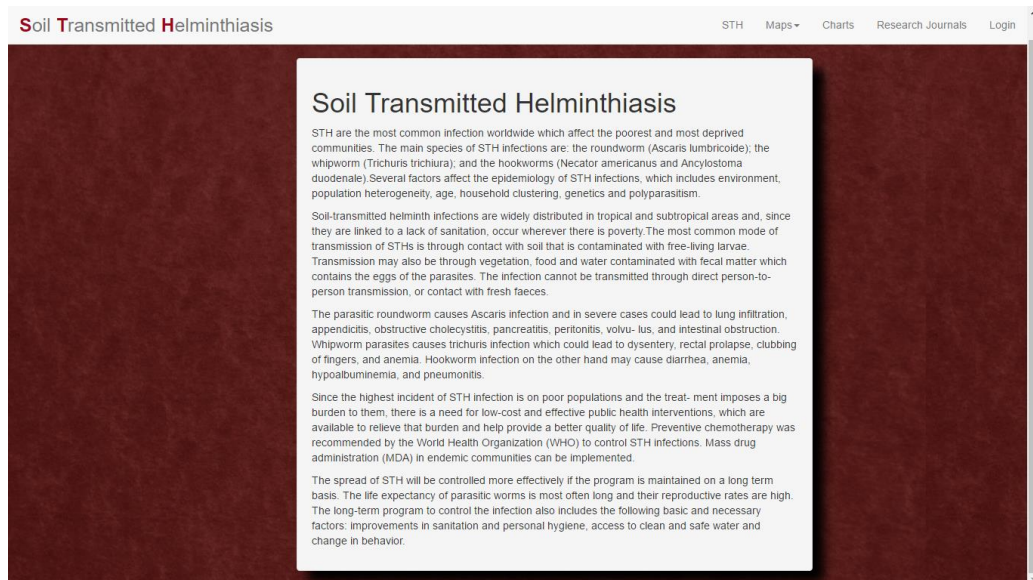 Soil Transmitted Helminthiasis
STH Maps Charts Research Journals Login
Soil Transmitted Helminthiasis
STH are the most common infection worldwide which affect the poorest and most deprived
communities. The main species of STH infections are: the roundworm (Ascaris lumbricoide); the
whipworm (Trichuris trichiura); and the hookworms (Necator americanus and Ancylostoma
duodenale).Several factors affect the epidemiology of STH infections, which includes environment,
population heterogeneity, age, household clustering, genetics and polyparasitism.
Soil-transmitted helminth infections are widely distributed in tropical and subtropical areas and, since
they are linked to a lack of sanitation, occur wherever there is poverty.The most common mode of
transmission of STHs is through contact with soil that is contaminated with free-living larvae.
Transmission may also be through vegetation, food and water contaminated with fecal matter which
contains the eggs of the parasites. The infection cannot be transmitted through direct person-to-
person transmission, or contact with fresh faeces.
The parasitic roundworm causes Ascaris infection and in severe cases could lead to lung infiltration,
appendicitis, obstructive cholecystitis, pancreatitis, peritonitis, volvu- lus, and intestinal obstruction.
Whipworm parasites causes trichuris infection which could lead to dysentery, rectal prolapse, clubbing
of fingers, and anemia. Hookworm infection on the other hand may cause diarrhea, anemia,
hypoalbuminemia, and pneumonitis.
Since the highest incident of STH infection is on poor populations and the treat- ment imposes a big
burden to them, there is a need for low-cost and effective public health interventions, which are
available to relieve that burden and help provide a better quality of life. Preventive chemotherapy was
recommended by the World Health Organization (WHO) to control STH infections. Mass drug
administration (MDA) in endemic communities can be implemented.
The spread of STH will be controlled more effectively if the program is maintained on a long term
basis. The life expectancy of parasitic worms is most often long and their reproductive rates are high.
The long-term program to control the infection also includes the following basic and necessary
factors: improvements in sanitation and personal hygiene, access to clean and safe water and
change in behavior.